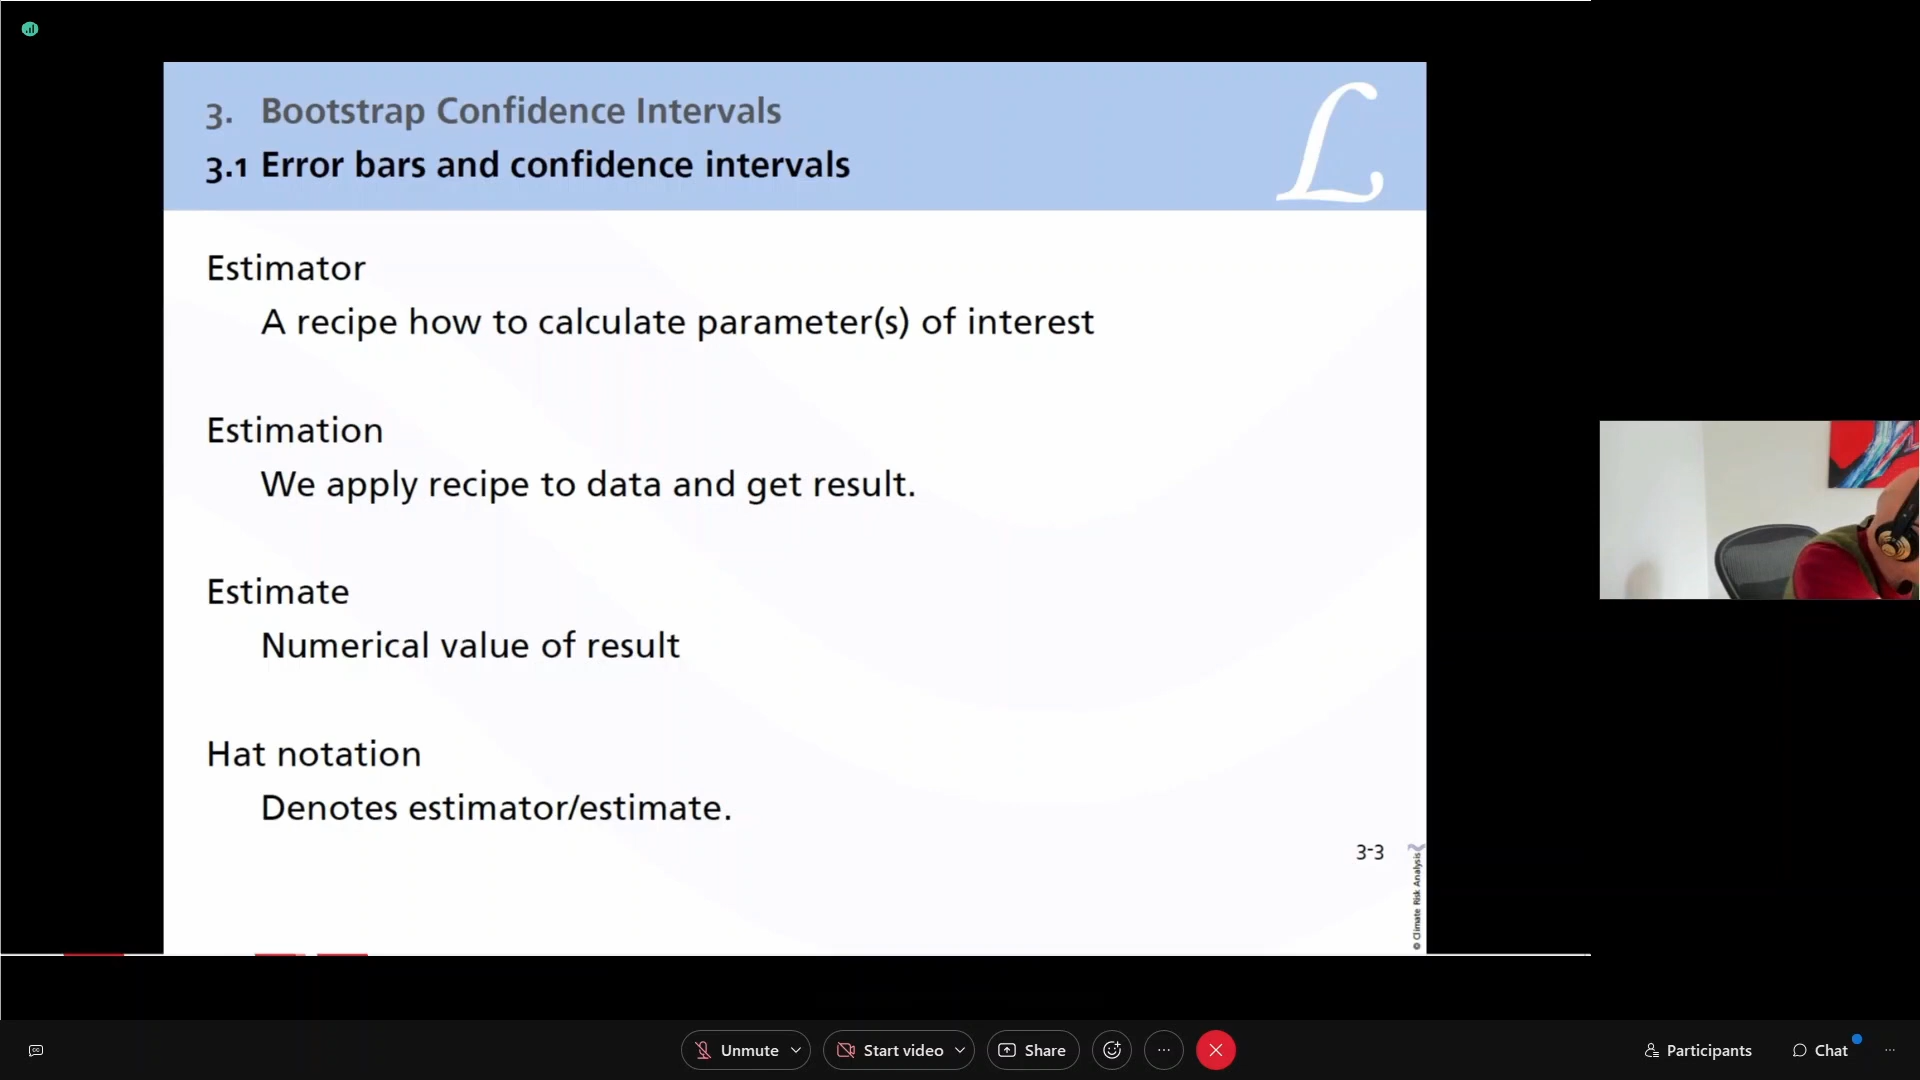 3. Bootstrap Confidence Intervals
3.1 Error bars and confidence intervals
L
Estimator
A recipe how to calculate parameter(s) of interest
Estimation
We apply recipe to data and get result.
Estimate
Numerical value of result
Hat notation
Denotes estimator/estimate.
3-3
© Climate Risk Analysis
Unmute
Start video
Share
Participants
Chat